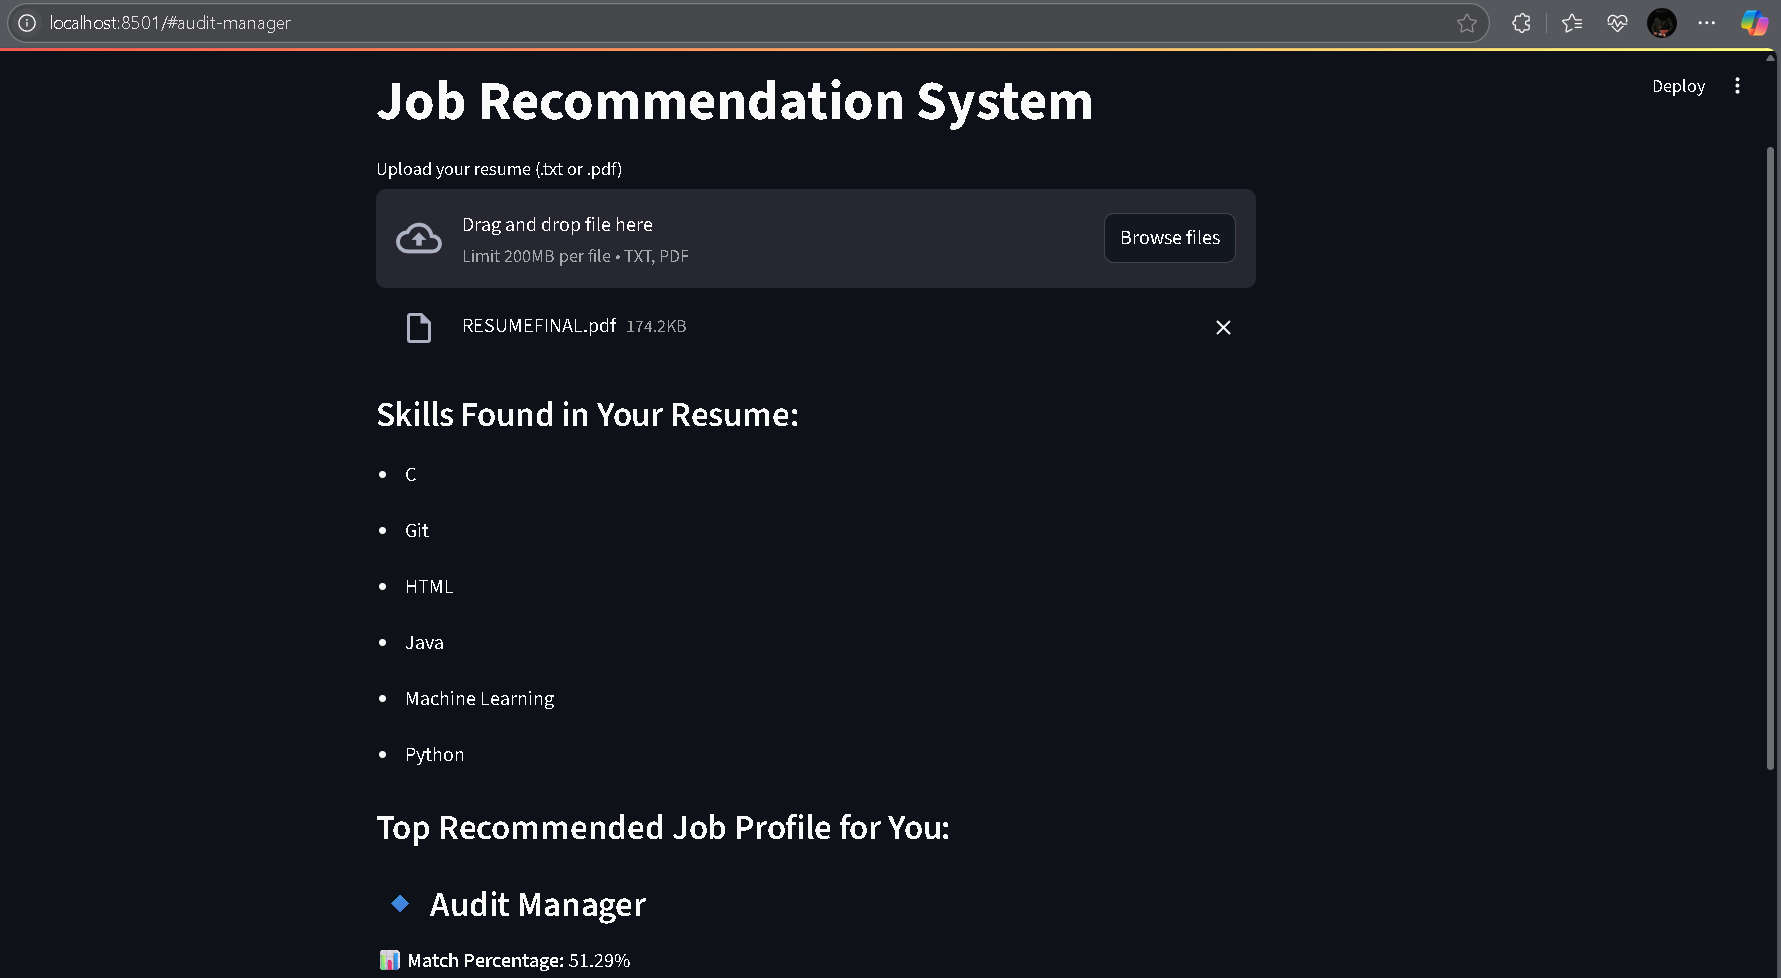 localhost:8501/#audit-manager
Deploy
Job Recommendation System
Upload your resume (.txt or .pdf)
Drag and drop file here
Limit 200MB per file • TXT, PDF
Browse files
RESUMEFINAL.pdf 174.2KB
Skills Found in Your Resume:
• C
• Git
• HTML
• Java
• Machine Learning
• Python
Top Recommended Job Profile for You:
🔹 Audit Manager
📊 Match Percentage: 51.29%